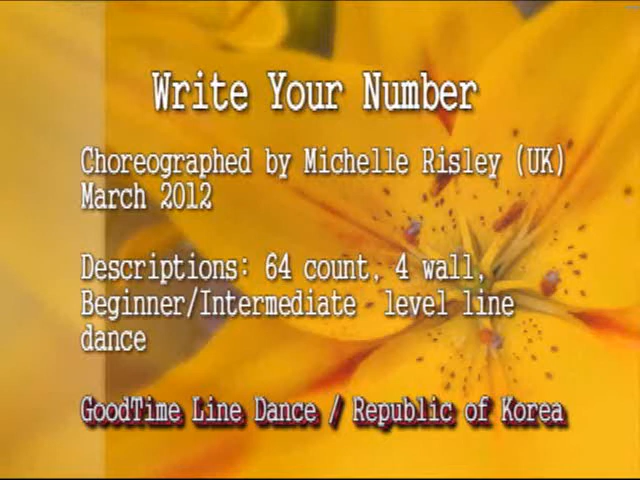 Write Your Number
Choreographed by Michelle Risley (UK)
March 2012
Descriptions: 64 count, 4 wall,
Beginner/Intermediate level line
dance
GoodTime Line Dance / Republic of Korea